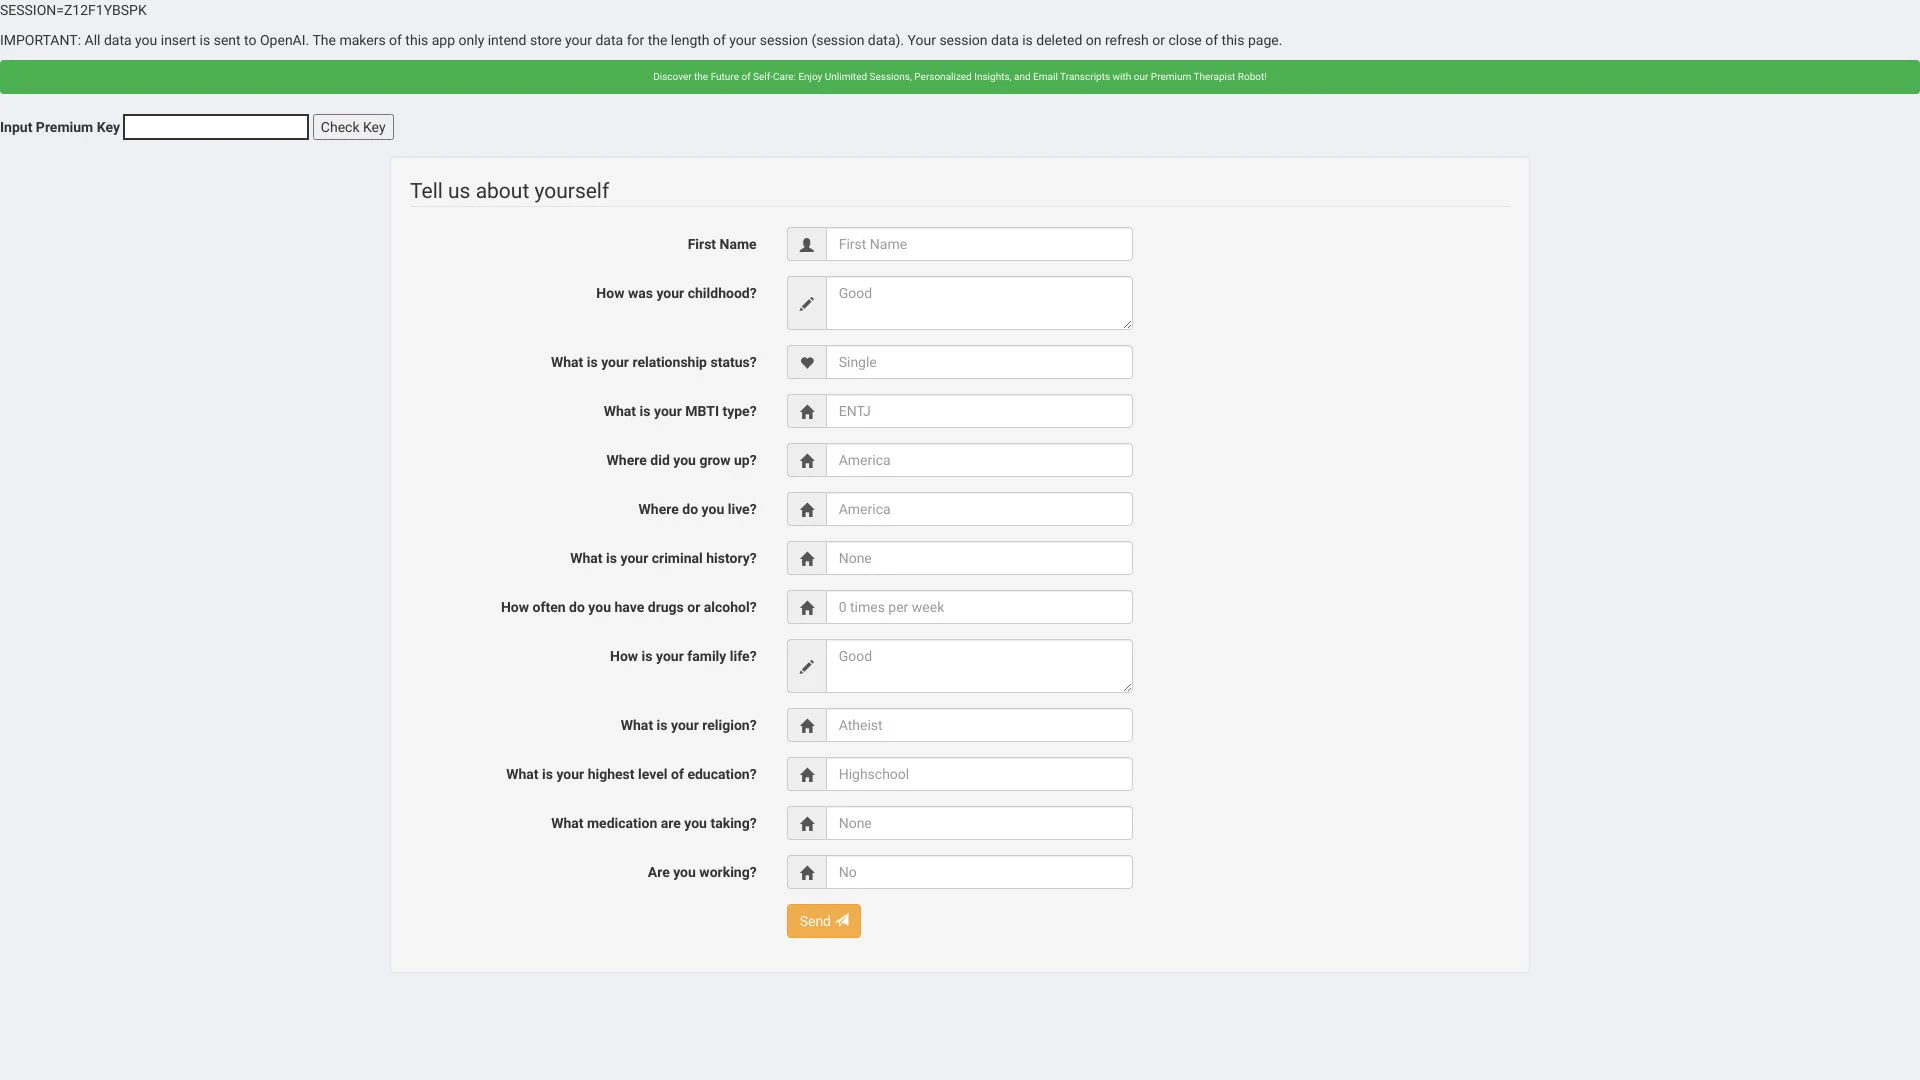 SESSION=Z12F1YBSPK
IMPORTANT: All data you insert is sent to OpenAI. The makers of this app only intend store your data for the length of your session (session data). Your session data is deleted on refresh or close of this page.
Discover the Future of Self-Care: Enjoy Unlimited Sessions, Personalized Insights, and Email Transcripts with our Premium Therapist Robot!
Input Premium Key Check Key
Tell us about yourself
First Name First Name
How was your childhood? Good
What is your relationship status? Single
What is your MBTI type? ENTJ
Where did you grow up? America
Where do you live? America
What is your criminal history? None
How often do you have drugs or alcohol? 0 times per week
How is your family life? Good
What is your religion? Atheist
What is your highest level of education? Highschool
What medication are you taking? None
Are you working? No
Send